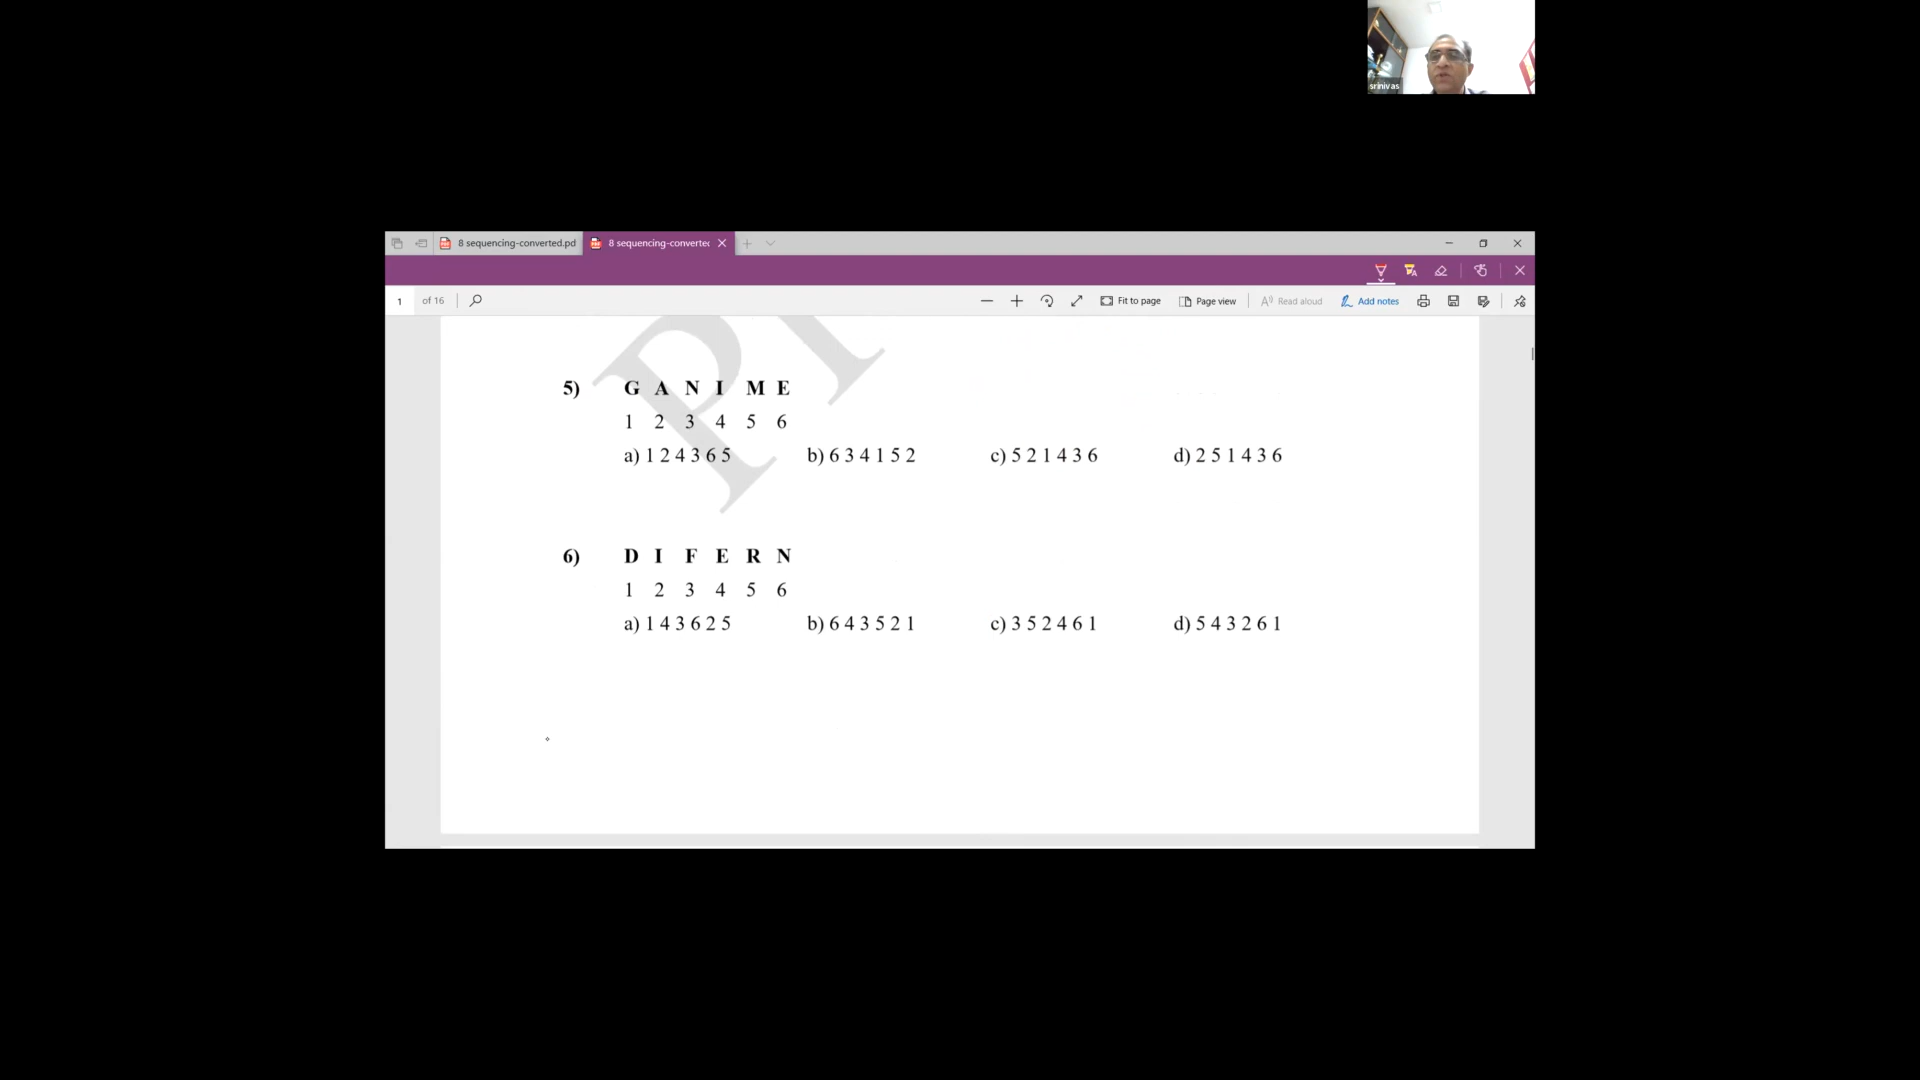 srinivas
8 sequencing-converted.pd
8 sequencing-converted
1 of 16
Fit to page
Page view
Read aloud
Add notes
5) G A N I M E
1 2 3 4 5 6
a) 1 2 4 3 6 5 b) 6 3 4 1 5 2 c) 5 2 1 4 3 6 d) 2 5 1 4 3 6
6) D I F E R N
1 2 3 4 5 6
a) 1 4 3 6 2 5 b) 6 4 3 5 2 1 c) 3 5 2 4 6 1 d) 5 4 3 2 6 1